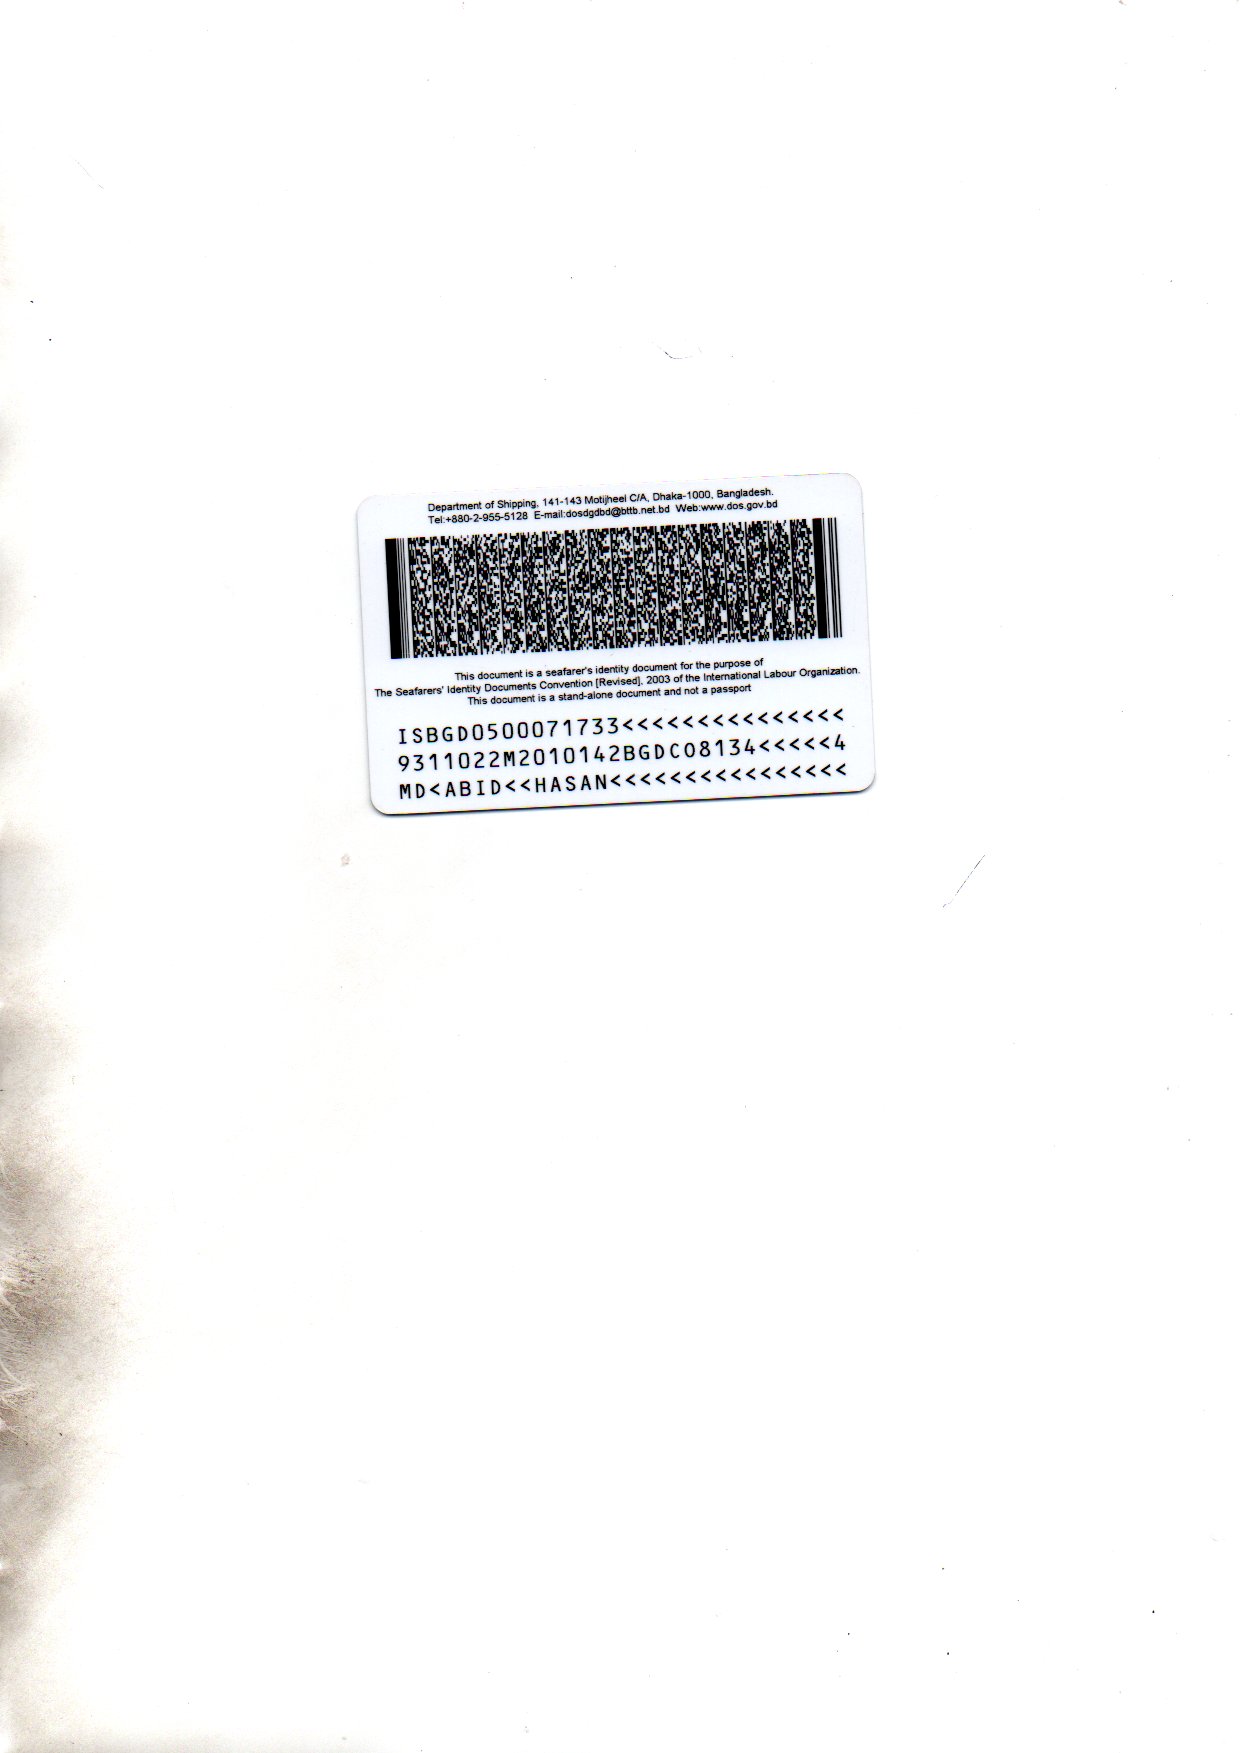 Department of Shipping, 141-143 Motijheel C/A, Dhaka-1000, Bangladesh.
Tel:+880-2-955-5128 E-mail:dosdgdbd@bttb.net.bd Web:www.dos.gov.bd
This document is a seafarer's identity document for the purpose of
The Seafarers' Identity Documents Convention [Revised], 2003 of the International Labour Organization.
This document is a stand-alone document and not a passport
ISBGD0500071733<<<<<<<<<<<<<<<
9311022M2010142BGDC08134<<<<<4
MD<ABID<<HASAN<<<<<<<<<<<<<<<<